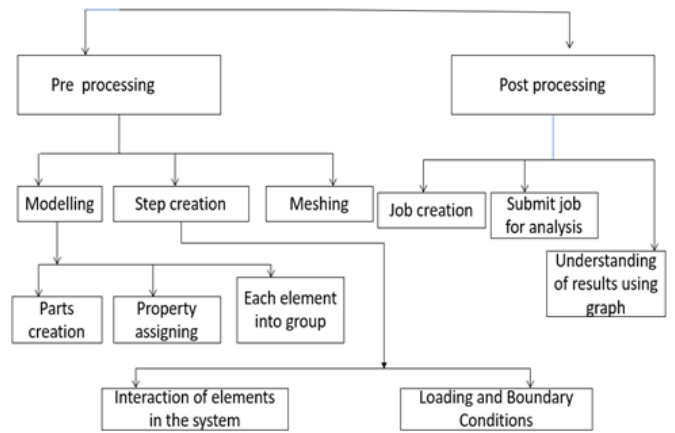 Pre processing
Post processing
Modelling
Step creation
Meshing
Job creation
Submit job
for analysis
Understanding
of results using
graph
Parts
creation
Property
assigning
Each element
into group
Interaction of elements
in the system
Loading and Boundary
Conditions